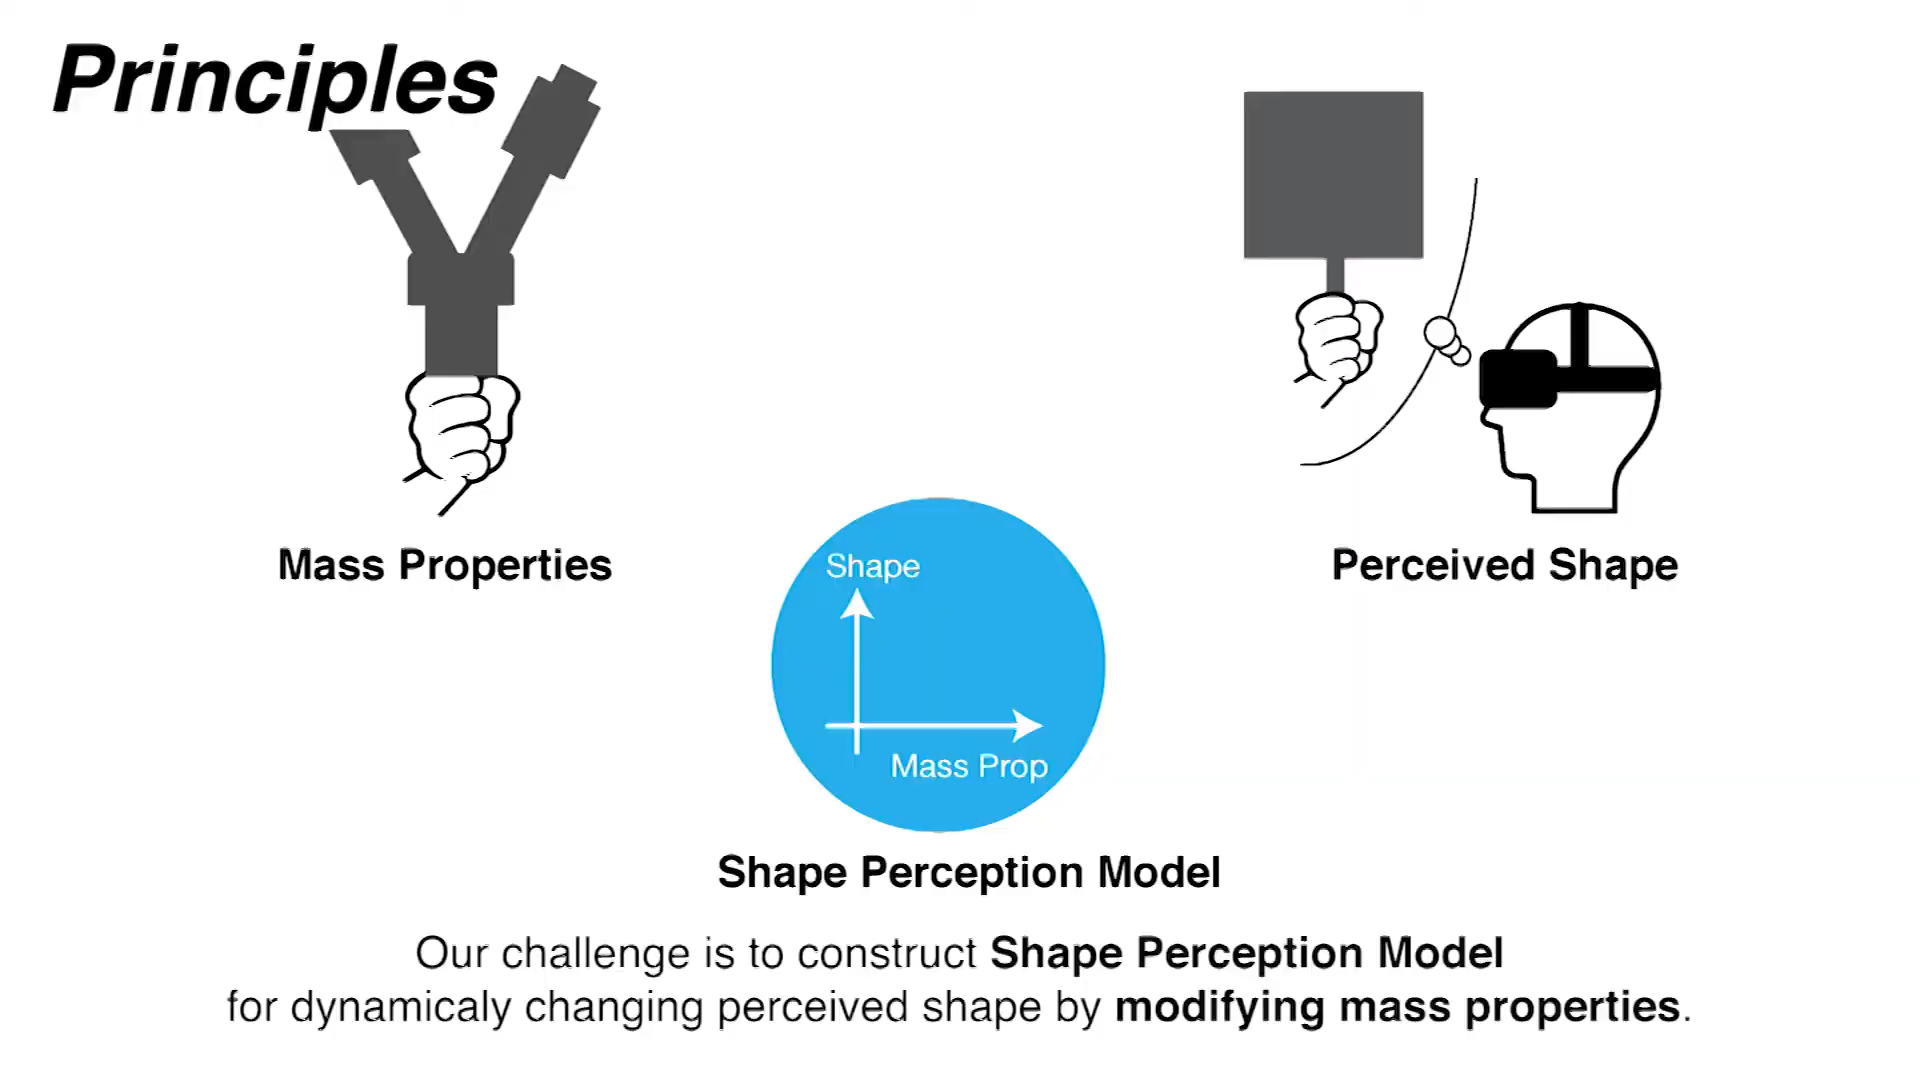 Principles
Mass Properties
Perceived Shape
Shape
Mass Prop
Shape Perception Model
Our challenge is to construct Shape Perception Model
for dynamicaly changing perceived shape by modifying mass properties.